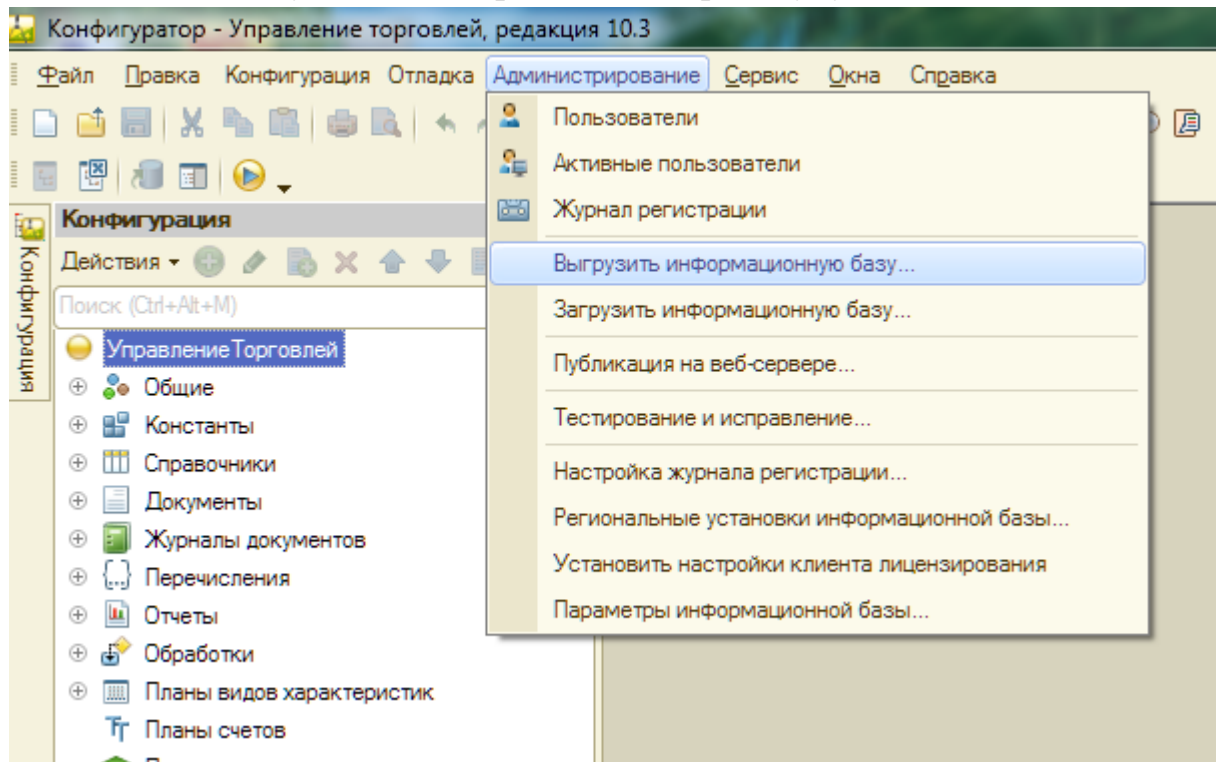 Конфигуратор - Управление торговлей, редакция 10.3
Файл Правка Конфигурация Отладка Администрирование Сервис Окна Справка
Пользователи
Активные пользователи
Журнал регистрации
Выгрузить информационную базу...
Загрузить информационную базу...
Публикация на веб-сервере...
Тестирование и исправление...
Настройка журнала регистрации...
Региональные установки информационной базы...
Установить настройки клиента лицензирования
Параметры информационной базы...
Конфигурация
Конфигурация
Действия
Поиск (Ctrl+Alt+M)
УправлениеТорговлей
Общие
Константы
Справочники
Документы
Журналы документов
Перечисления
Отчеты
Обработки
Планы видов характеристик
Планы счетов